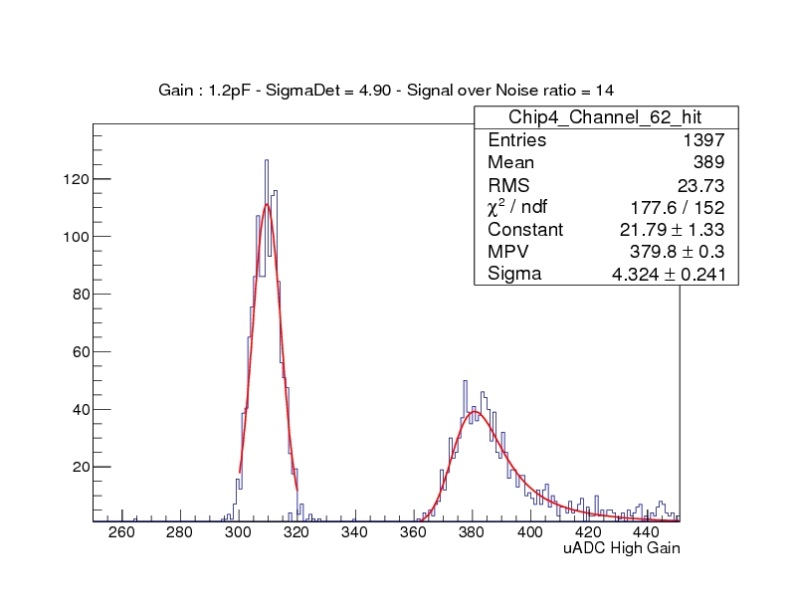 Gain : 1.2pF - SigmaDet = 4.90 - Signal over Noise ratio = 14
Chip4_Channel_62_hit
Entries 1397
Mean 389
RMS 23.73
χ² / ndf 177.6 / 152
Constant 21.79 ± 1.33
MPV 379.8 ± 0.3
Sigma 4.324 ± 0.241
120
100
80
60
40
20
260 280 300 320 340 360 380 400 420 440
uADC High Gain